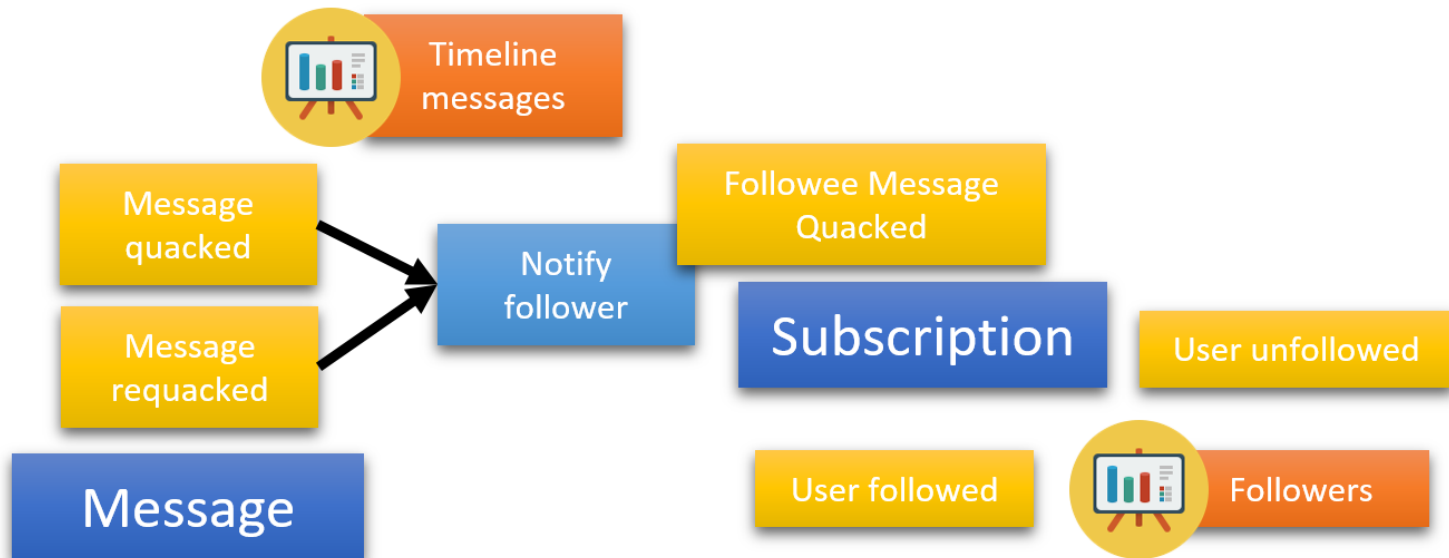 Timeline
messages
Message
quacked
Followee Message
Quacked
Notify
follower
Message
requacked
Subscription
User unfollowed
Message
User followed
Followers